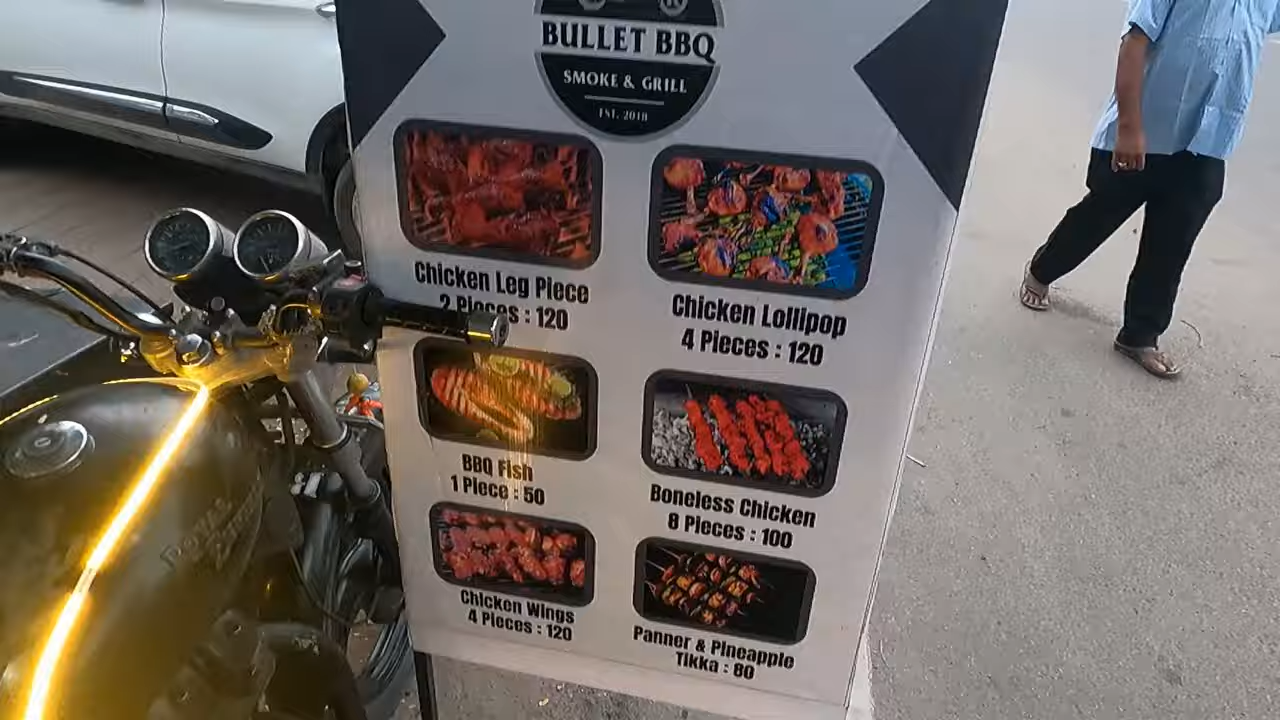 BULLET BBQ
SMOKE & GRILL
EST. 2018
Chicken Leg Piece
2 Pieces : 120
Chicken Lollipop
4 Pieces : 120
BBQ Fish
1 Piece : 50
Boneless Chicken
8 Pieces : 100
Chicken Wings
4 Pieces : 120
Panner & Pineapple
Tikka : 80